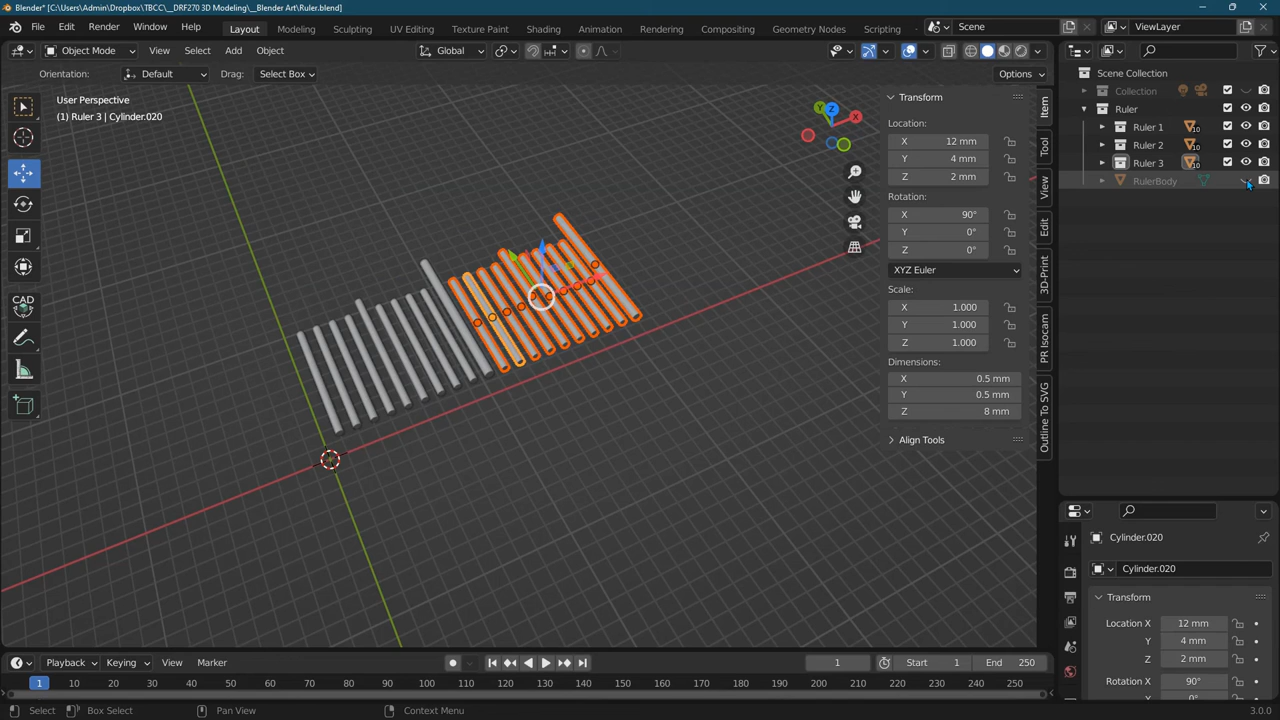 Blender* [C:\Users\Admin\Dropbox\TBCC\__DRF270 3D Modeling\__Blender Art\Ruler.blend]
File Edit Render Window Help Layout Modeling Sculpting UV Editing Texture Paint Shading Animation Rendering Compositing Geometry Nodes Scripting Scene ViewLayer
Object Mode View Select Add Object Global
Orientation: Default Drag: Select Box Options
User Perspective
(1) Ruler 3 | Cylinder.020
Z
Y
X
CAD
Transform
Location:
X 12 mm
Y 4 mm
Z 2 mm
Rotation:
X 90°
Y 0°
Z 0°
XYZ Euler
Scale:
X 1.000
Y 1.000
Z 1.000
Dimensions:
X 0.5 mm
Y 0.5 mm
Z 8 mm
Align Tools
Item
Tool
View
Edit
3D-Print
PR Isocam
Outline To SVG
Scene Collection
Collection
Ruler
Ruler 1 10
Ruler 2 10
Ruler 3 10
RulerBody
Cylinder.020
Cylinder.020
Transform
Location X 12 mm
Y 4 mm
Z 2 mm
Rotation X 90°
Y 0°
Playback Keying View Marker 1 Start 1 End 250
1 10 20 30 40 50 60 70 80 90 100 110 120 130 140 150 160 170 180 190 200 210 220 230 240 250
Select Box Select Pan View Context Menu 3.0.0